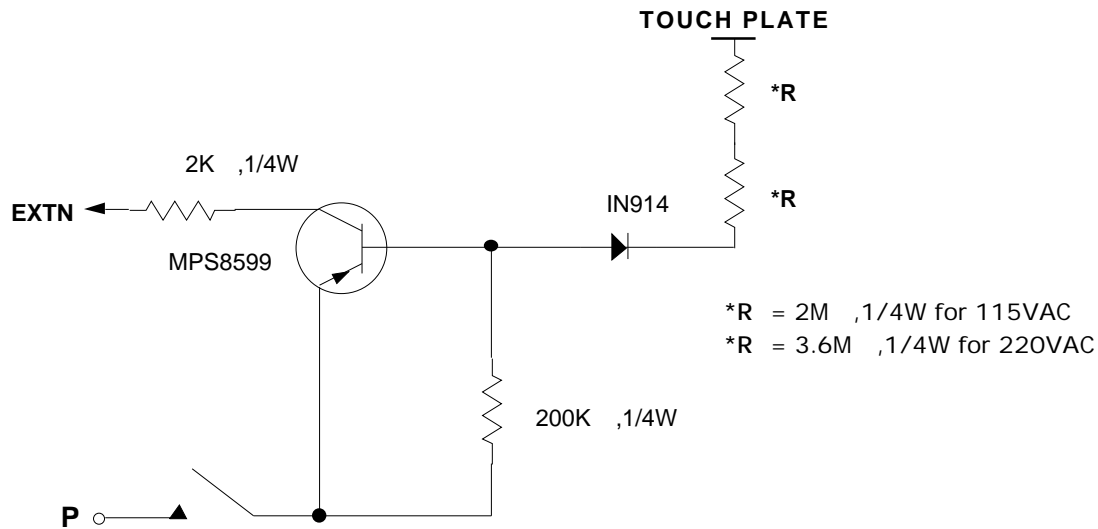 TOUCH PLATE
*R
2K ,1/4W
*R
IN914
EXTN
MPS8599
*R = 2M ,1/4W for 115VAC
*R = 3.6M ,1/4W for 220VAC
200K ,1/4W
P